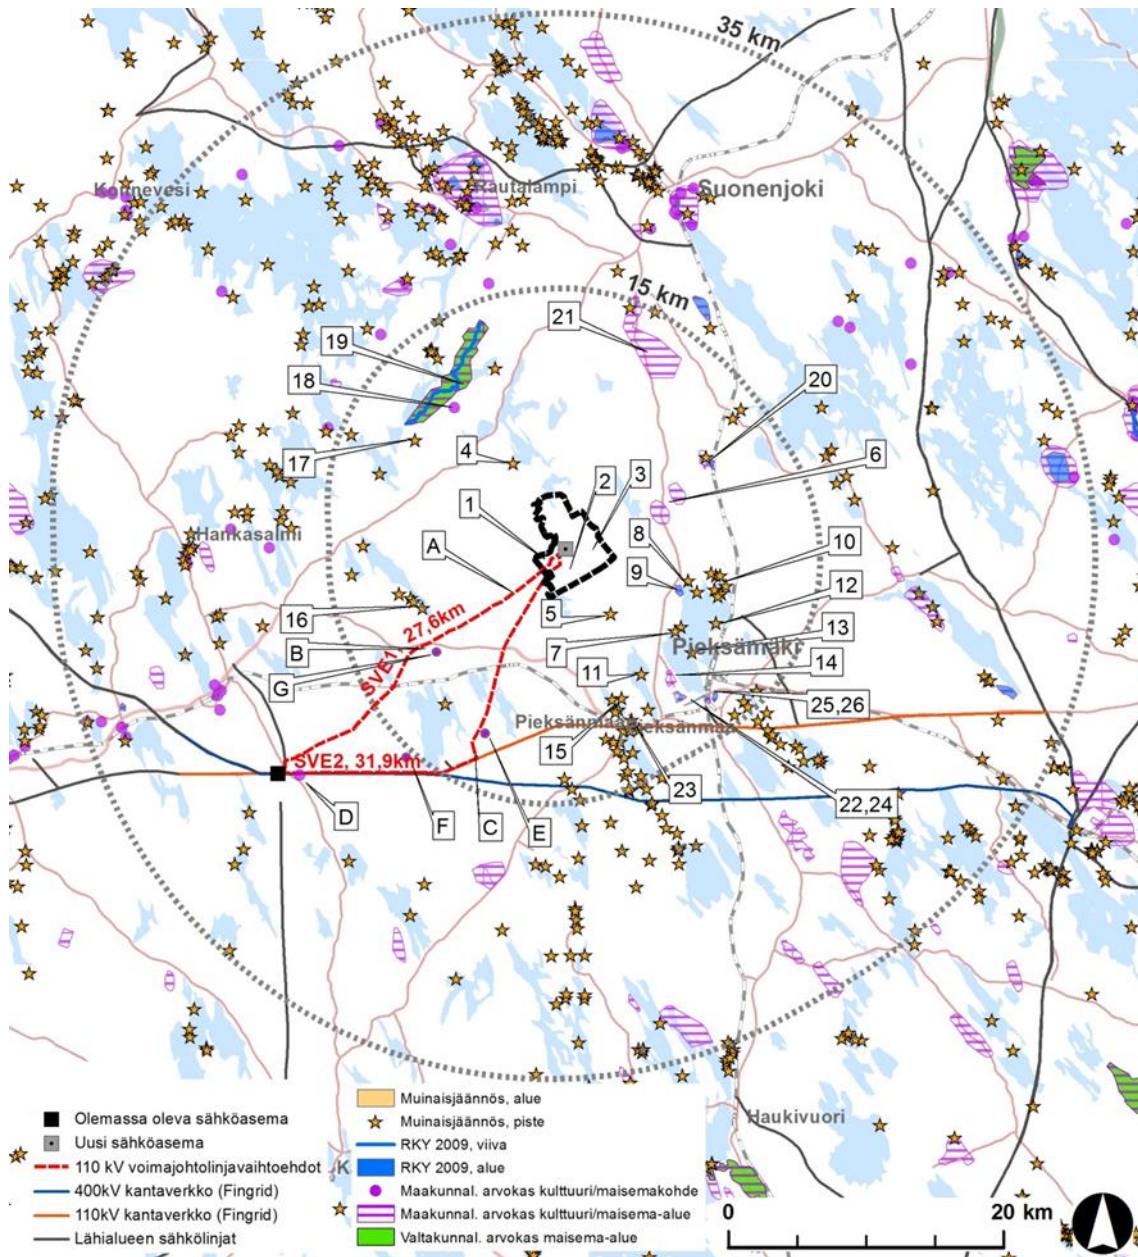 35 km
Konnevesi
Rautalampi
Suonenjoki
15 km
21
19
18
20
17
4
6
2
3
1
A
Hankasalmi
8
10
9
16
5
12
SVE1, 27,6km
B
7
Pieksämäki
13
G
11
14
25,26
Pieksänmaa
Pieksänmaa
15
SVE2, 31,9km
23
22,24
D
F
C
E
Haukivuori
K
Olemassa oleva sähköasema
Uusi sähköasema
110 kV voimajohtolinjavaihtoehdot
400kV kantaverkko (Fingrid)
110kV kantaverkko (Fingrid)
Lähialueen sähkölinjat
Muinaisjäännös, alue
Muinaisjäännös, piste
RKY 2009, viiva
RKY 2009, alue
Maakunnal. arvokas kulttuuri/maisemakohde
Maakunnal. arvokas kulttuuri/maisema-alue
Valtakunnal. arvokas maisema-alue
0 20 km